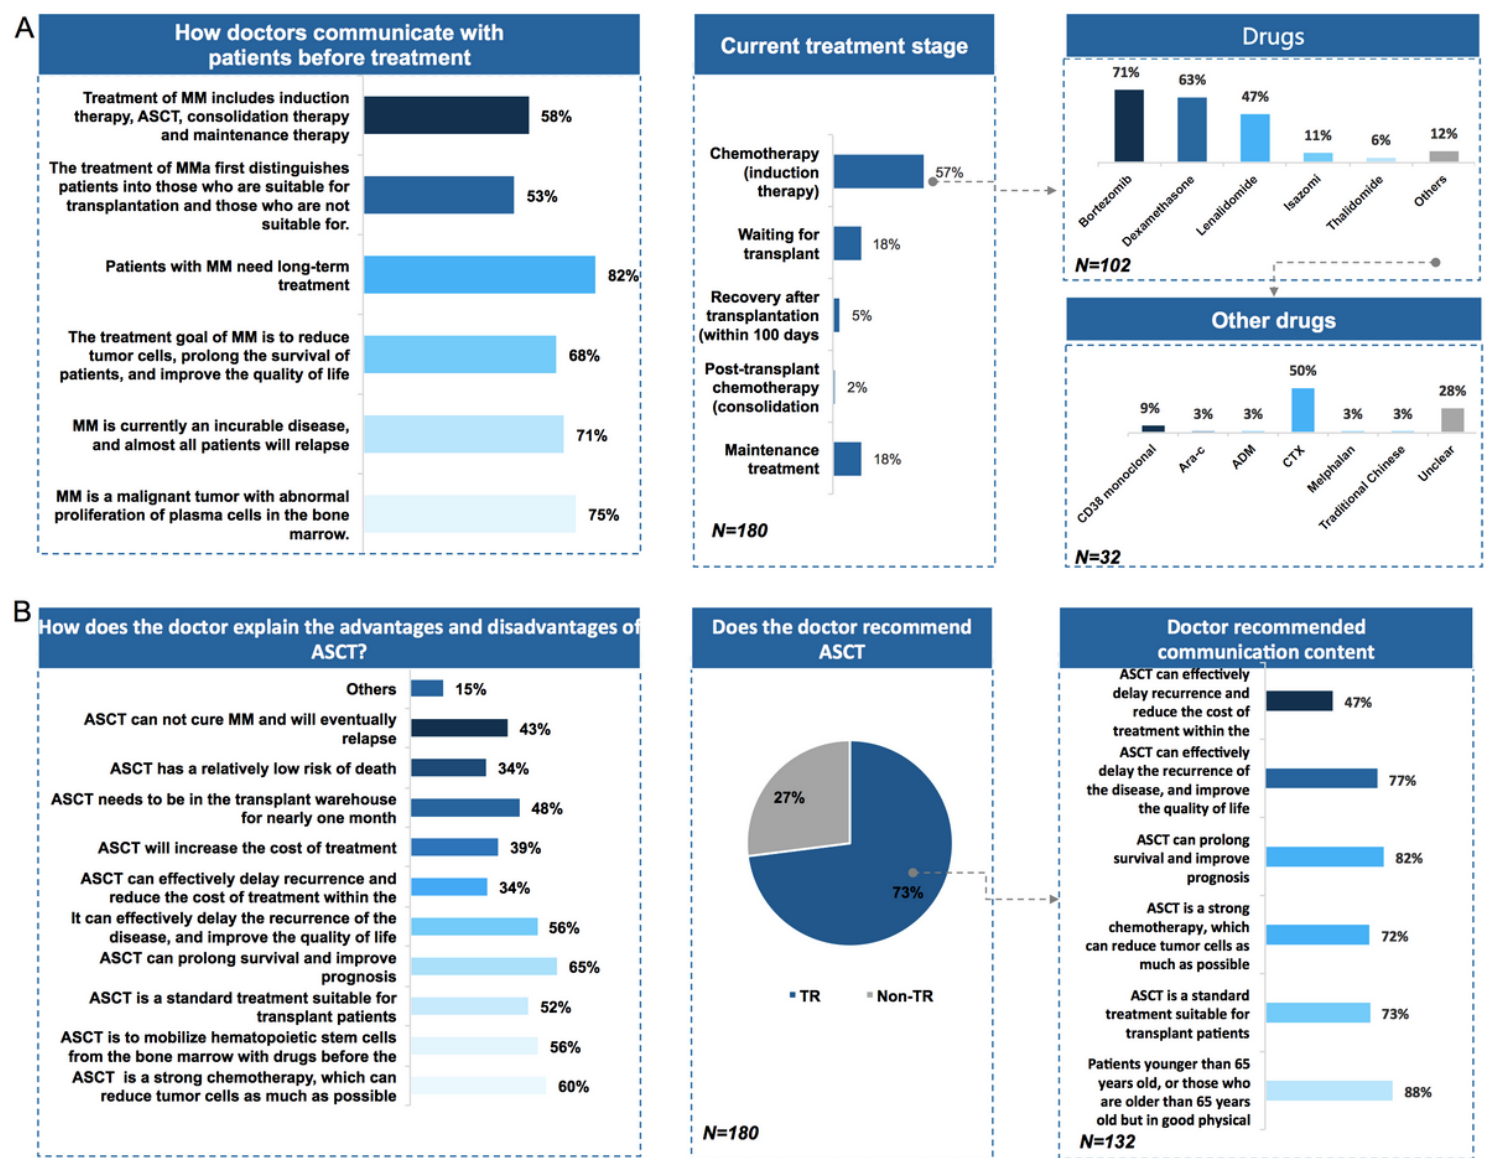 A
How doctors communicate with
patients before treatment
Treatment of MM includes induction
therapy, ASCT, consolidation therapy
and maintenance therapy
58%
The treatment of MMa first distinguishes
patients into those who are suitable for
transplantation and those who are not
suitable for.
53%
Patients with MM need long-term
treatment
82%
The treatment goal of MM is to reduce
tumor cells, prolong the survival of
patients, and improve the quality of life
68%
MM is currently an incurable disease,
and almost all patients will relapse
71%
MM is a malignant tumor with abnormal
proliferation of plasma cells in the bone
marrow.
75%
Current treatment stage
Chemotherapy
(induction
therapy)
57%
Waiting for
transplant
18%
Recovery after
transplantation
(within 100 days
5%
Post-transplant
chemotherapy
(consolidation
2%
Maintenance
treatment
18%
N=180
Drugs
71%
63%
47%
11%
6%
12%
Bortezomib
Dexamethasone
Lenalidomide
Isazomi
Thalidomide
Others
N=102
Other drugs
9%
3%
3%
50%
3%
3%
28%
CD38 monoclonal
Ara-c
ADM
CTX
Melphalan
Traditional Chinese
Unclear
N=32
B
How does the doctor explain the advantages and disadvantages of
ASCT?
Others
15%
ASCT can not cure MM and will eventually
relapse
43%
ASCT has a relatively low risk of death
34%
ASCT needs to be in the transplant warehouse
for nearly one month
48%
ASCT will increase the cost of treatment
39%
ASCT can effectively delay recurrence and
reduce the cost of treatment within the
34%
It can effectively delay the recurrence of the
disease, and improve the quality of life
56%
ASCT can prolong survival and improve
prognosis
65%
ASCT is a standard treatment suitable for
transplant patients
52%
ASCT is to mobilize hematopoietic stem cells
from the bone marrow with drugs before the
56%
ASCT is a strong chemotherapy, which can
reduce tumor cells as much as possible
60%
Does the doctor recommend
ASCT
27%
73%
TR
Non-TR
N=180
Doctor recommended
communication content
ASCT can effectively
delay recurrence and
reduce the cost of
treatment within the
47%
ASCT can effectively
delay the recurrence of
the disease, and improve
the quality of life
77%
ASCT can prolong
survival and improve
prognosis
82%
ASCT is a strong
chemotherapy, which
can reduce tumor cells as
much as possible
72%
ASCT is a standard
treatment suitable for
transplant patients
73%
Patients younger than 65
years old, or those who
are older than 65 years
old but in good physical
88%
N=132